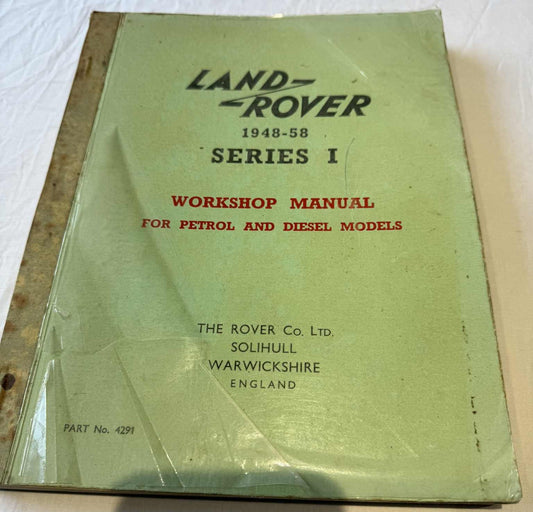 LAND-
ROVER
1948-58
SERIES I
WORKSHOP MANUAL
FOR PETROL AND DIESEL MODELS
THE ROVER Co. LTD.
SOLIHULL
WARWICKSHIRE
ENGLAND
PART No. 4291